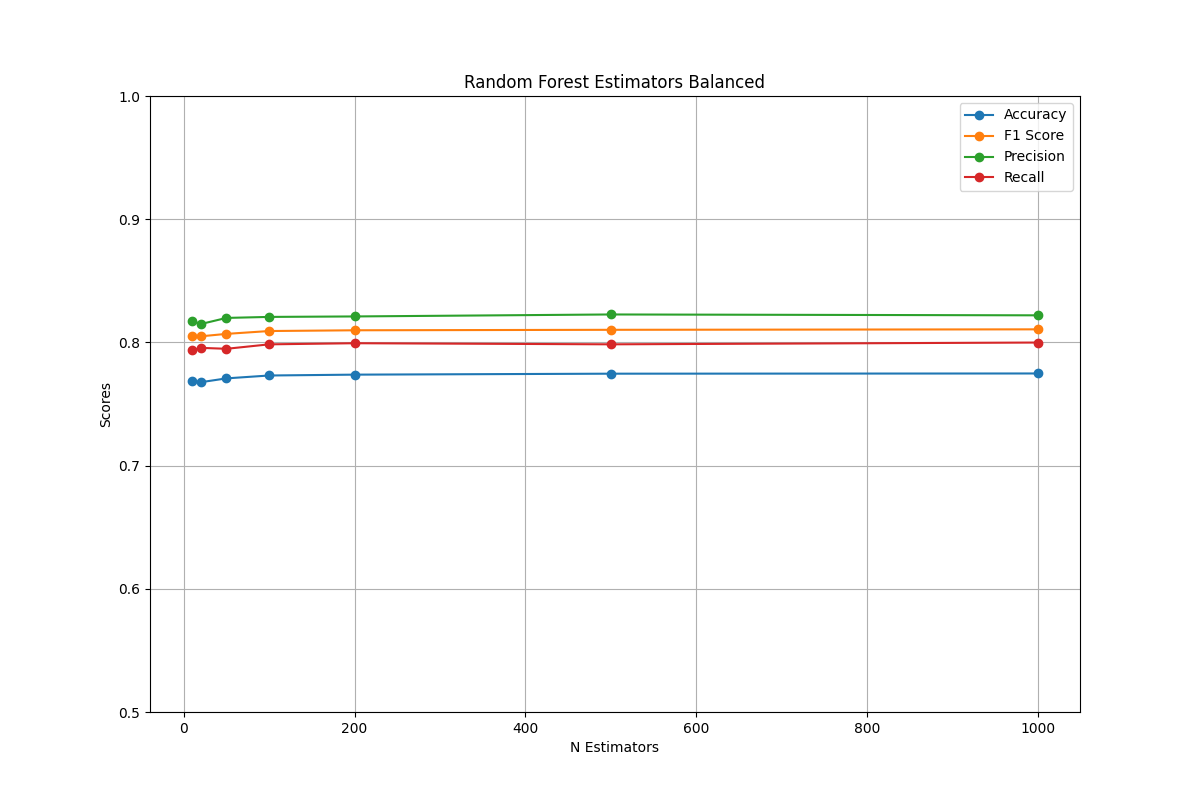 Random Forest Estimators Balanced
1.0
0.9
0.8
0.7
0.6
0.5
Scores
0 200 400 600 800 1000
N Estimators
Accuracy
F1 Score
Precision
Recall